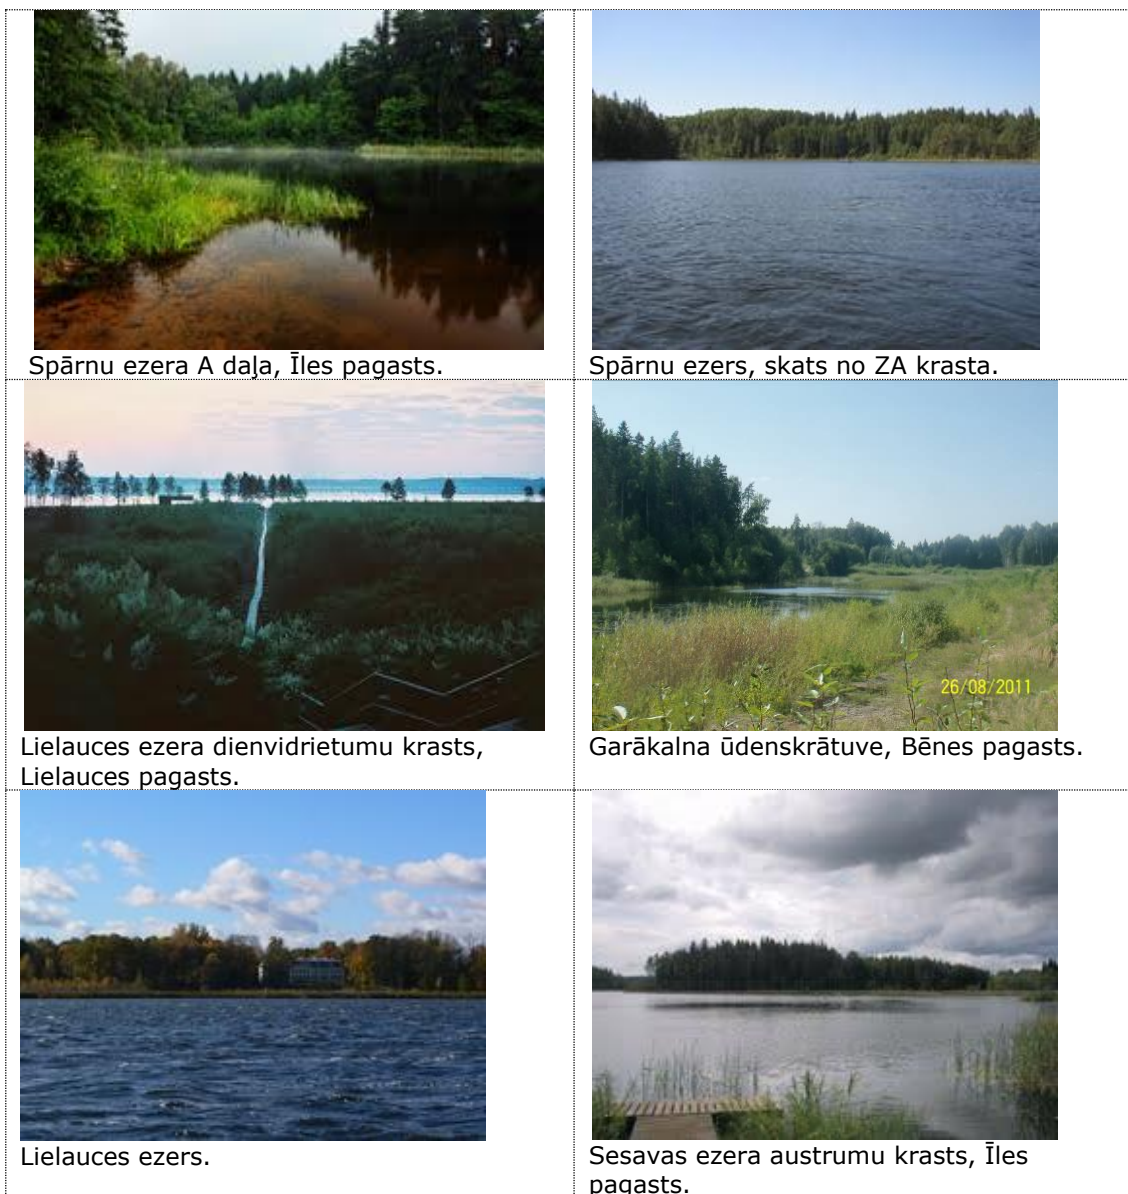 Spārnu ezera A daļa, Īles pagasts.
Spārnu ezers, skats no ZA krasta.
26/08/2011
Lielauces ezera dienvidrietumu krasts,
Lielauces pagasts.
Garākalna ūdenskrātuve, Bēnes pagasts.
Lielauces ezers.
Sesavas ezera austrumu krasts, Īles
pagasts.